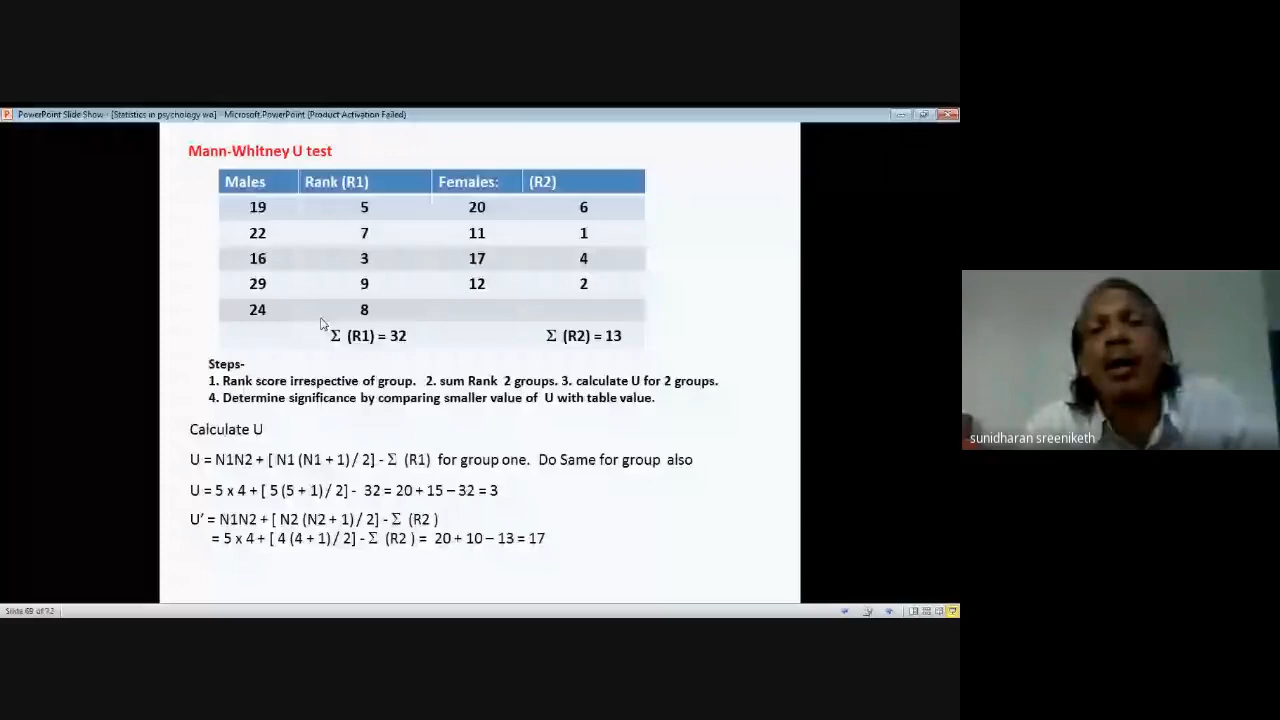 PowerPoint Slide Show - [Statistics in psychology wa] - Microsoft PowerPoint (Product Activation Failed)
Mann-Whitney U test
Males Rank (R1) Females: (R2)
19 5 20 6
22 7 11 1
16 3 17 4
29 9 12 2
24 8
Σ (R1) = 32 Σ (R2) = 13
Steps-
1. Rank score irrespective of group. 2. sum Rank 2 groups. 3. calculate U for 2 groups.
4. Determine significance by comparing smaller value of U with table value.
Calculate U
U = N1N2 + [ N1 (N1 + 1) / 2] - Σ (R1) for group one. Do Same for group also
U = 5 x 4 + [ 5 (5 + 1) / 2] - 32 = 20 + 15 – 32 = 3
U’ = N1N2 + [ N2 (N2 + 1) / 2] - Σ (R2 )
= 5 x 4 + [ 4 (4 + 1) / 2] - Σ (R2 ) = 20 + 10 – 13 = 17
Slide 69 of 72
sunidharan sreeniketh